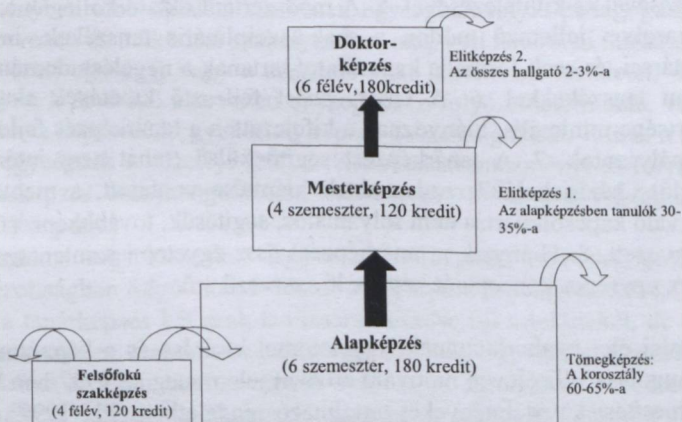 Doktor-
képzés
(6 félév,180kredit)
Elitképzés 2.
Az összes hallgató 2-3%-a
Mesterképzés
(4 szemeszter, 120 kredit)
Elitképzés 1.
Az alapképzésben tanulók 30-
35%-a
Alapképzés
(6 szemeszter, 180 kredit)
Felsőfokú
szakképzés
(4 félév, 120 kredit)
Tömegképzés:
A korosztály
60-65%-a